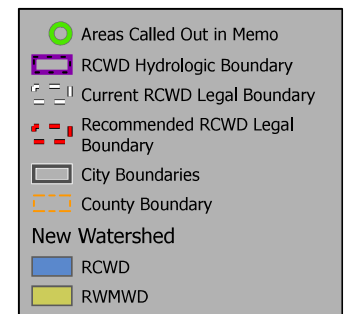 Areas Called Out in Memo
RCWD Hydrologic Boundary
Current RCWD Legal Boundary
Recommended RCWD Legal
Boundary
City Boundaries
County Boundary
New Watershed
RCWD
RWMWD